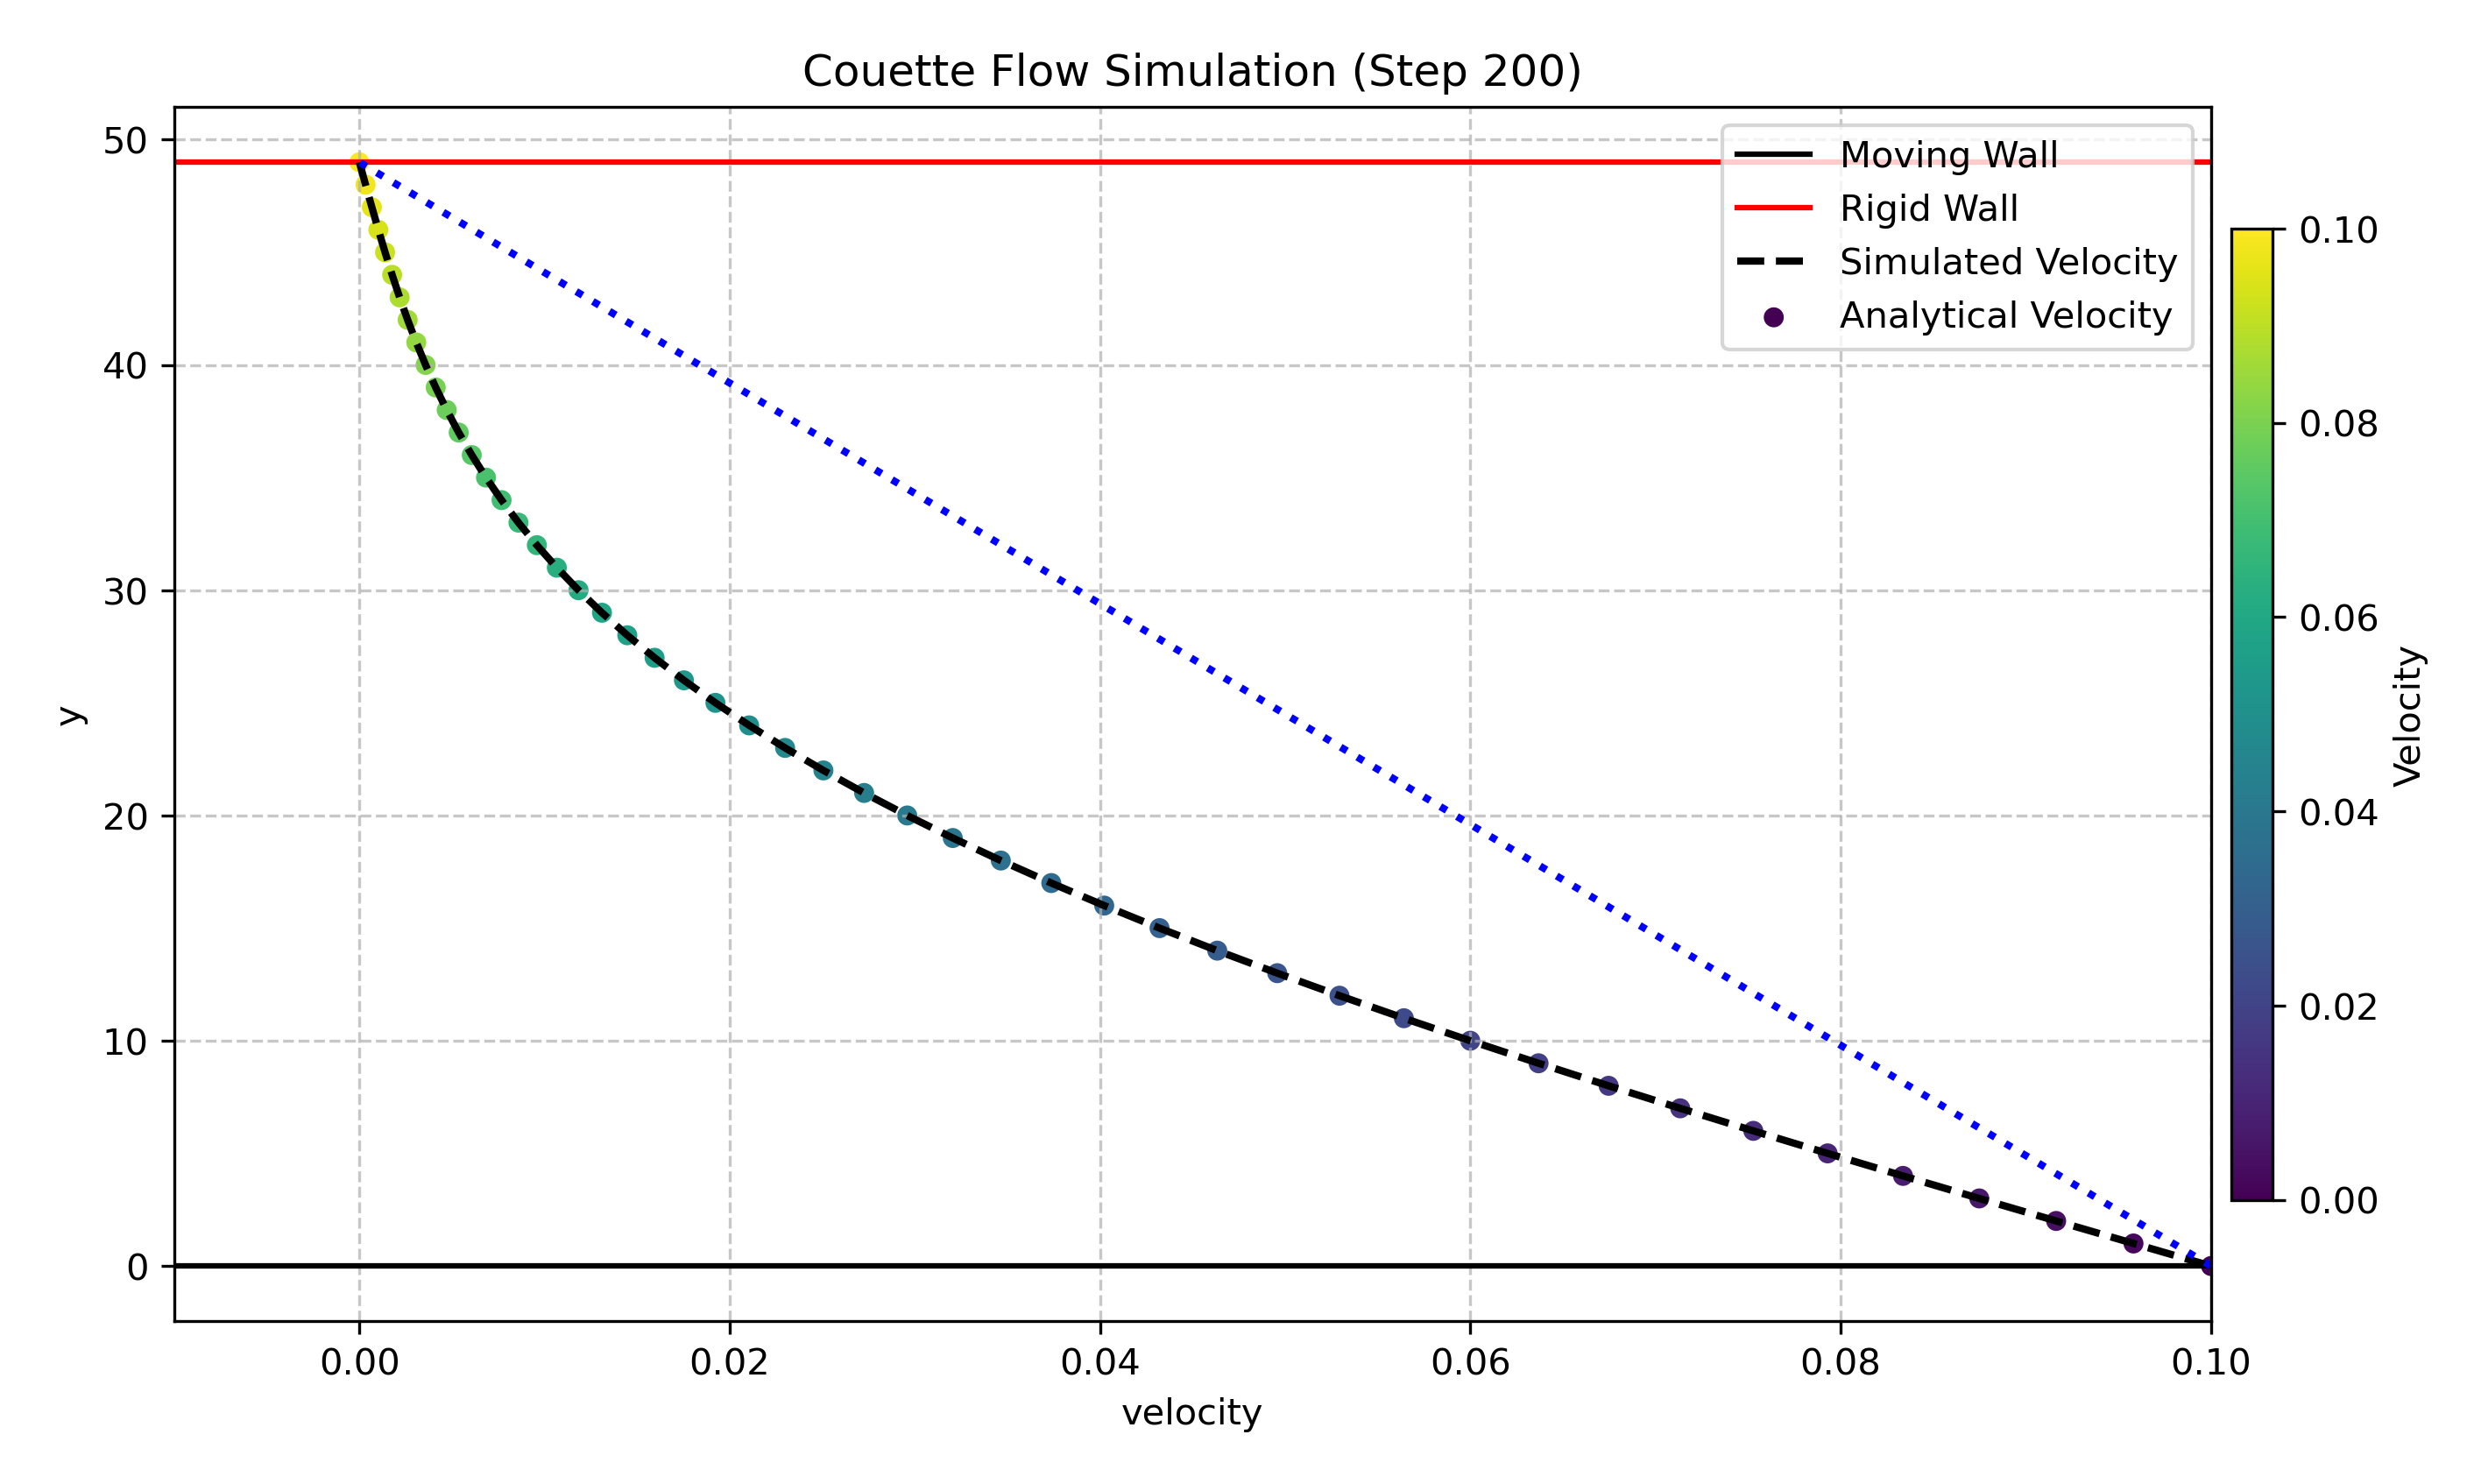 Couette Flow Simulation (Step 200)
50
40
30
20
10
0
y
0.00
0.02
0.04
0.06
0.08
0.10
velocity
Moving Wall
Rigid Wall
Simulated Velocity
Analytical Velocity
0.10
0.08
0.06
0.04
0.02
0.00
Velocity